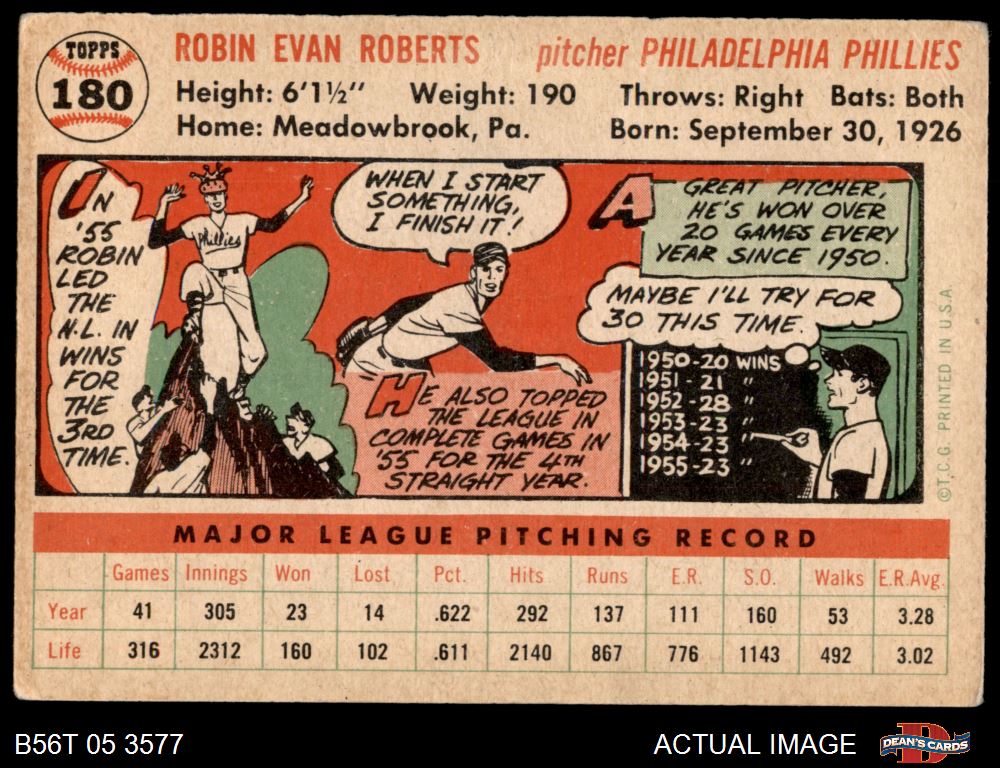 TOPPS
180
ROBIN EVAN ROBERTS pitcher PHILADELPHIA PHILLIES
Height: 6'1½" Weight: 190 Throws: Right Bats: Both
Home: Meadowbrook, Pa. Born: September 30, 1926
IN
'55
ROBIN
LED
THE
N.L. IN
WINS
FOR
THE
3RD
TIME.
Phillies
WHEN I START
SOMETHING,
I FINISH IT!
HE ALSO TOPPED
THE LEAGUE IN
COMPLETE GAMES IN
'55 FOR THE 4TH
STRAIGHT YEAR.
A GREAT PITCHER,
HE'S WON OVER
20 GAMES EVERY
YEAR SINCE 1950.
MAYBE I'LL TRY FOR
30 THIS TIME.
1950-20 WINS
1951-21 "
1952-28 "
1953-23 "
1954-23 "
1955-23 "
©T.C.G. PRINTED IN U.S.A.
MAJOR LEAGUE PITCHING RECORD
Games Innings Won Lost Pct. Hits Runs E.R. S.O. Walks E.R.Avg.
Year 41 305 23 14 .622 292 137 111 160 53 3.28
Life 316 2312 160 102 .611 2140 867 776 1143 492 3.02
B56T 05 3577 ACTUAL IMAGE DEAN'S CARDS